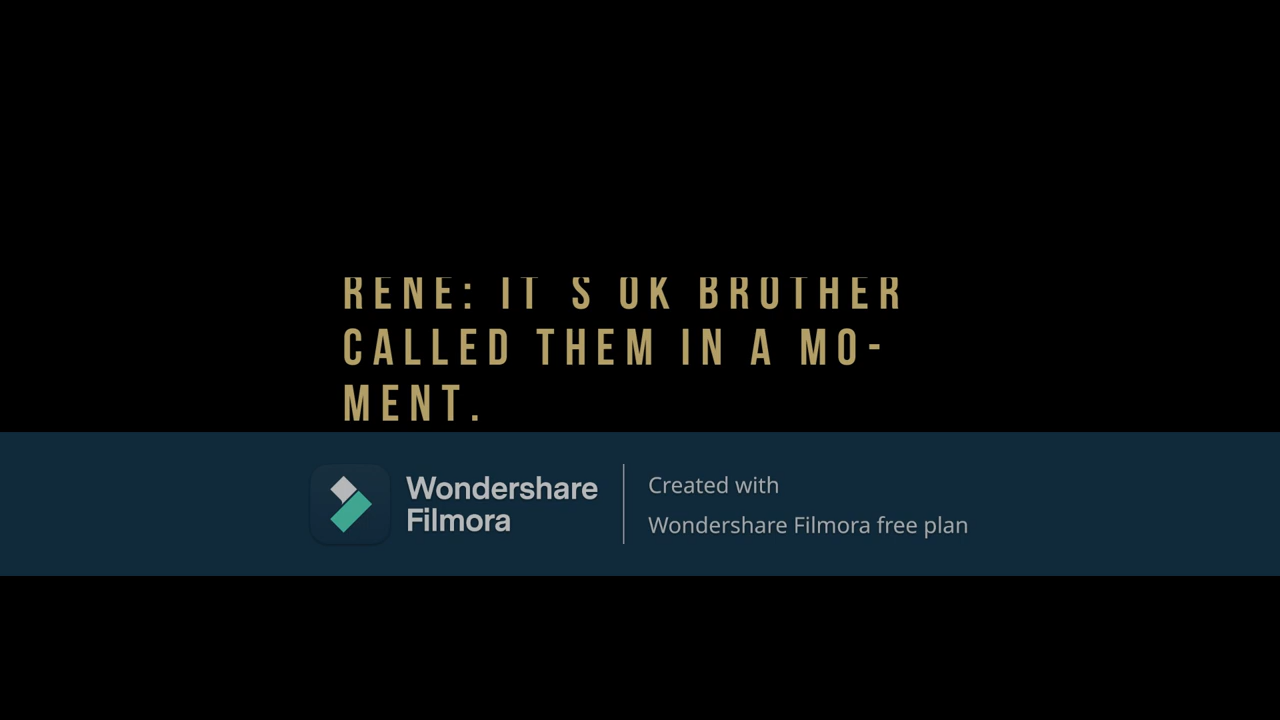 RENE: IT S OK BROTHER
CALLED THEM IN A MO-
MENT.
Wondershare
Filmora
Created with
Wondershare Filmora free plan